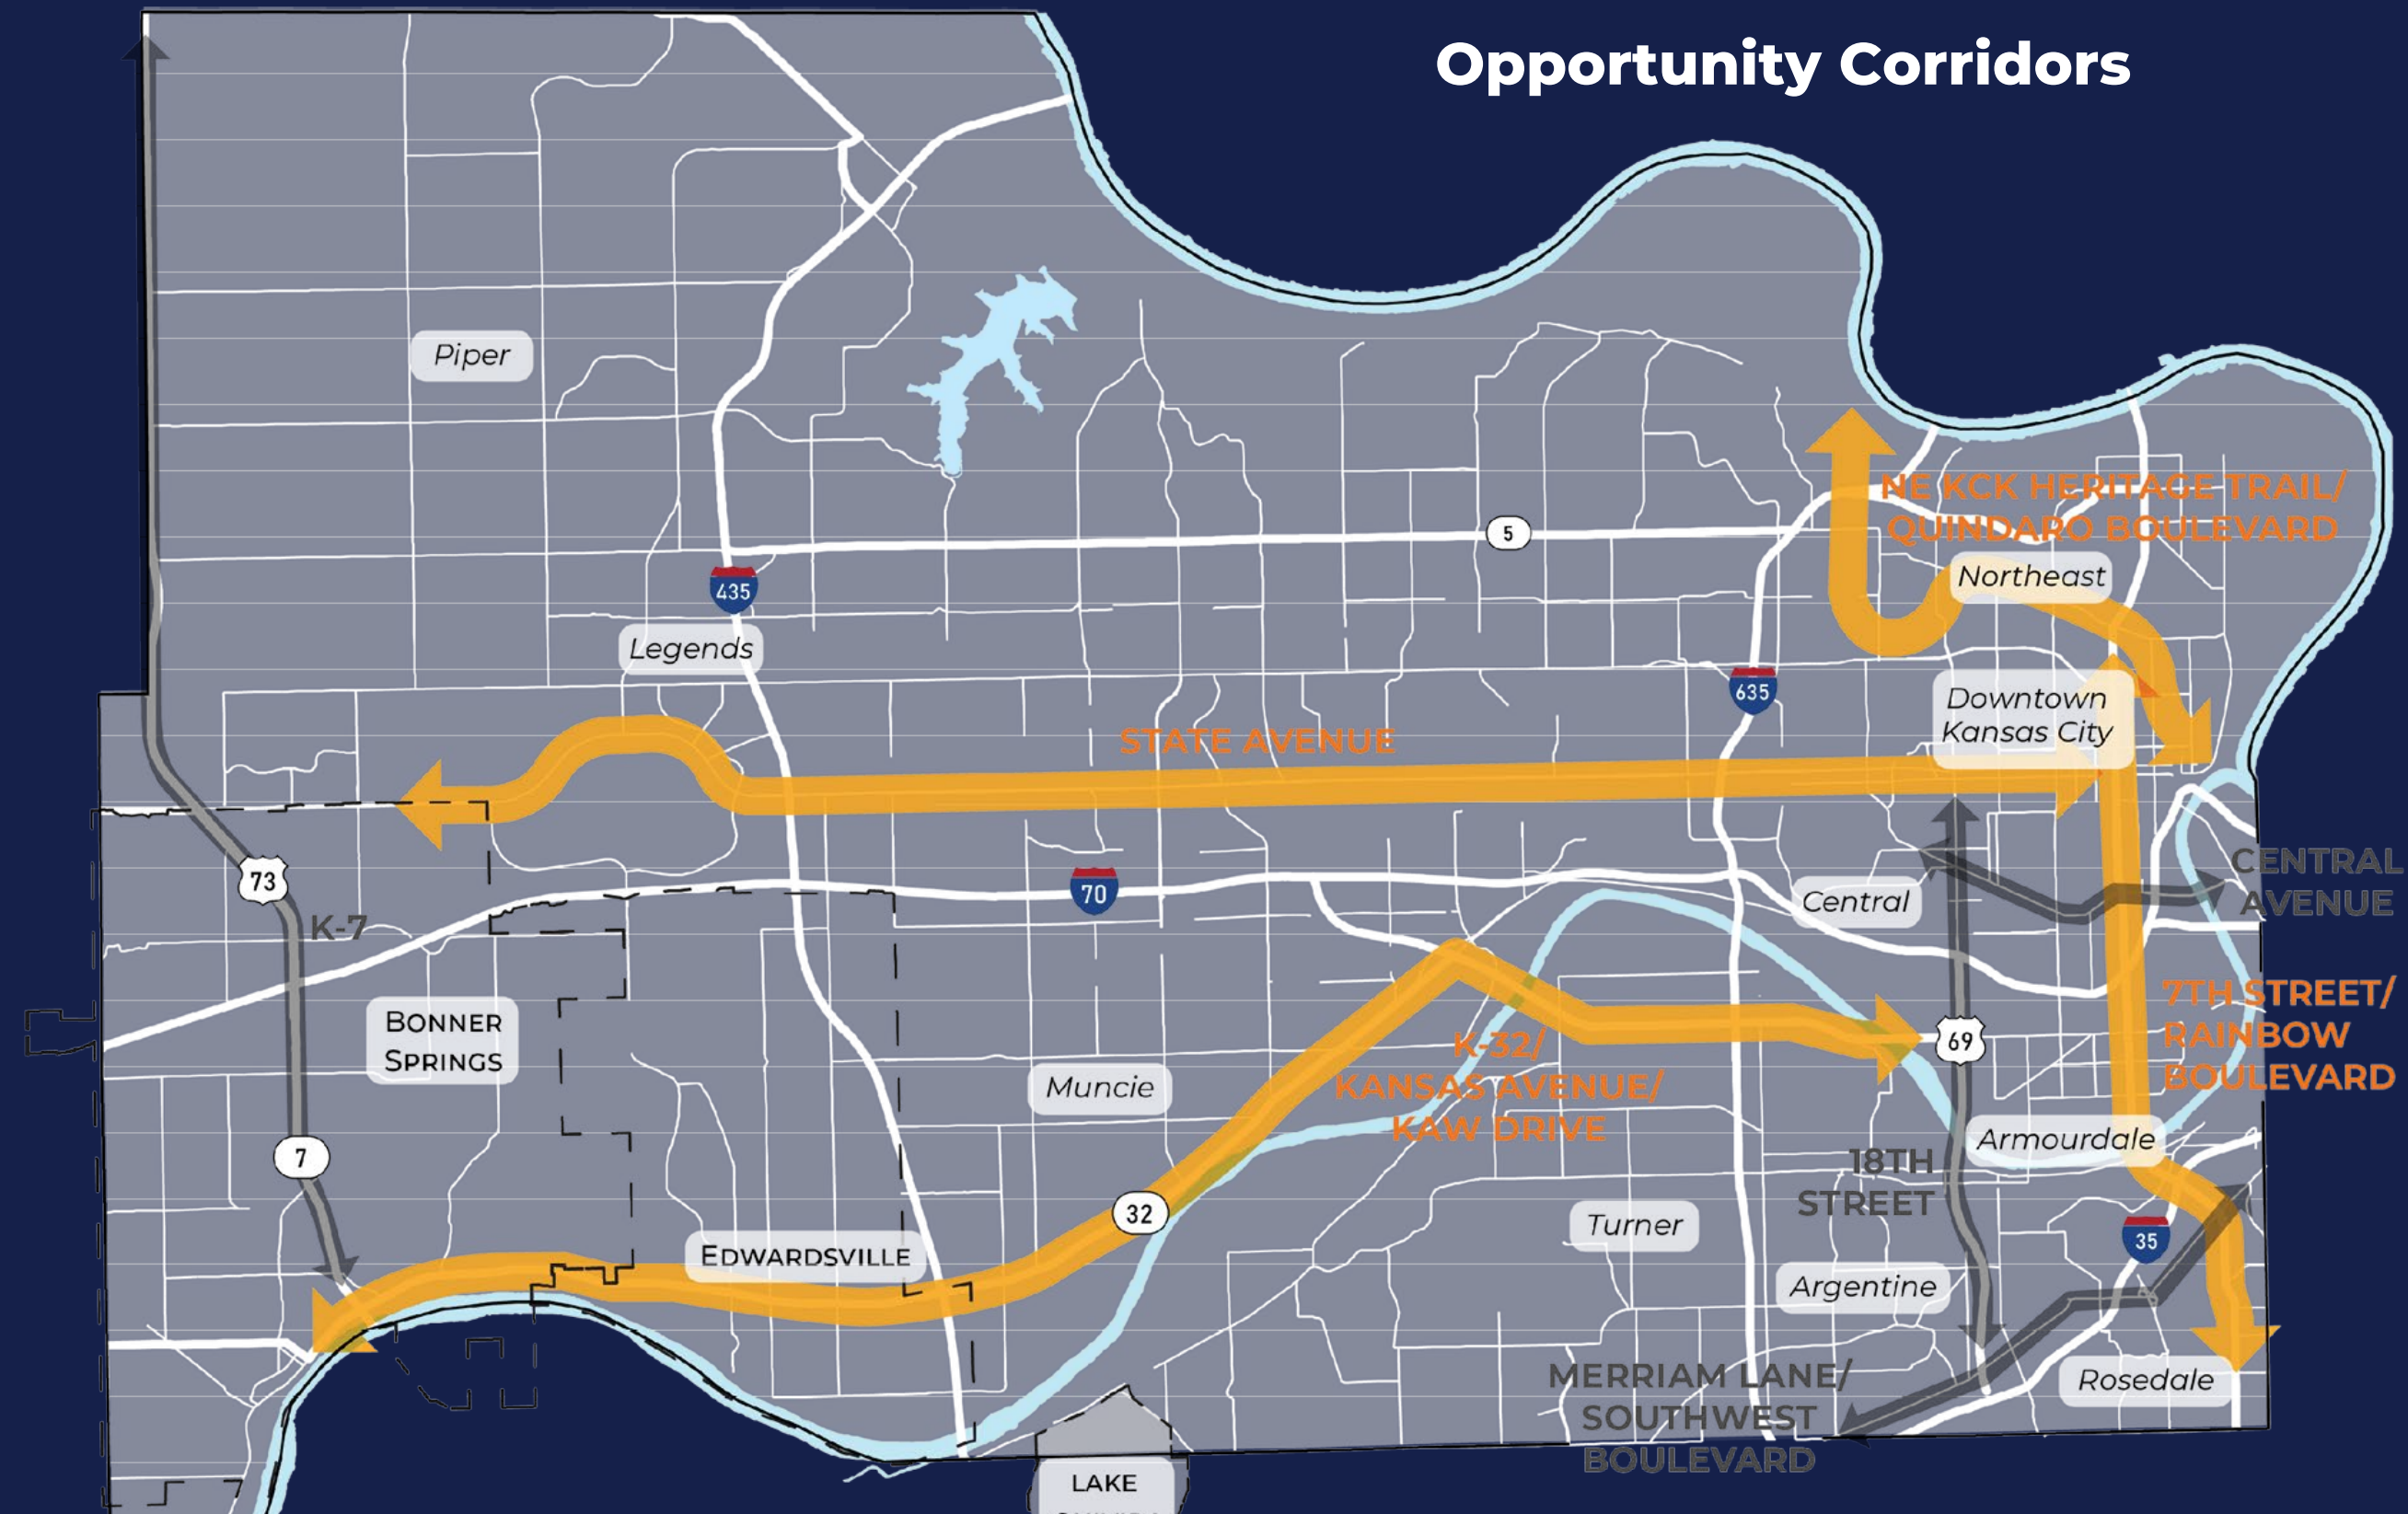 Opportunity Corridors
Piper
NE KCK HERITAGE TRAIL/
QUINDARO BOULEVARD
5
Northeast
435
Legends
635
Downtown
Kansas City
STATE AVENUE
73
70
K-7
Central
CENTRAL
AVENUE
BONNER
SPRINGS
7TH STREET/
RAINBOW
BOULEVARD
69
K-32/
KANSAS AVENUE/
KAW DRIVE
Muncie
7
Armourdale
18TH
STREET
32
Turner
35
EDWARDSVILLE
Argentine
MERRIAM LANE/
SOUTHWEST
BOULEVARD
Rosedale
LAKE